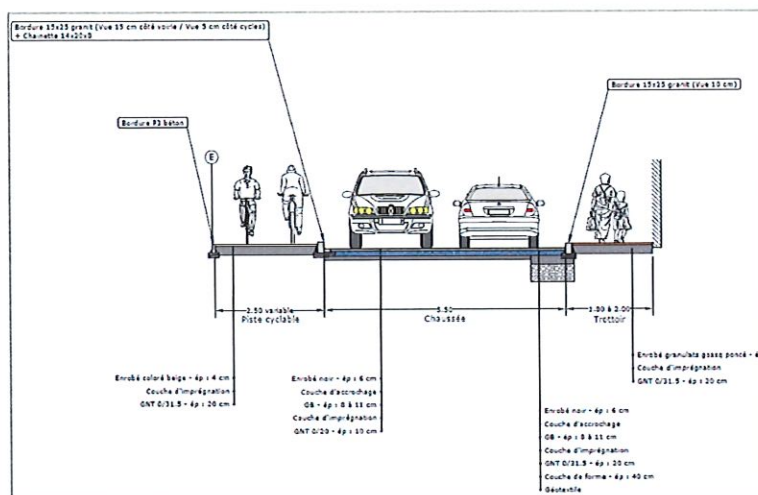 Bordure 15x25 granit (Vue 15 cm côté voirie / Vue 5 cm côté cycles)
+ Chainette 14x20x8
Bordure 15x25 granit (Vue 10 cm)
Bordure P3 béton
E
2.50 variable
Piste cyclable
5.50
Chaussée
à 2.00
Trottoir
Enrobé coloré beige - ép : 4 cm
Couche d'imprégnation
GNT 0/31.5 - ép : 20 cm
Enrobé noir - ép : 6 cm
Couche d'accrochage
GB - ép : 8 à 11 cm
Couche d'imprégnation
GNT 0/20 - ép : 10 cm
Enrobé noir - ép : 6 cm
Couche d'accrochage
GB - ép : 8 à 11 cm
Couche d'imprégnation
GNT 0/31.5 - ép : 20 cm
Couche de forme - ép : 40 cm
Géotextile
Enrobé granulats poncé -
Couche d'imprégnation
GNT 0/31.5 - ép : 20 cm